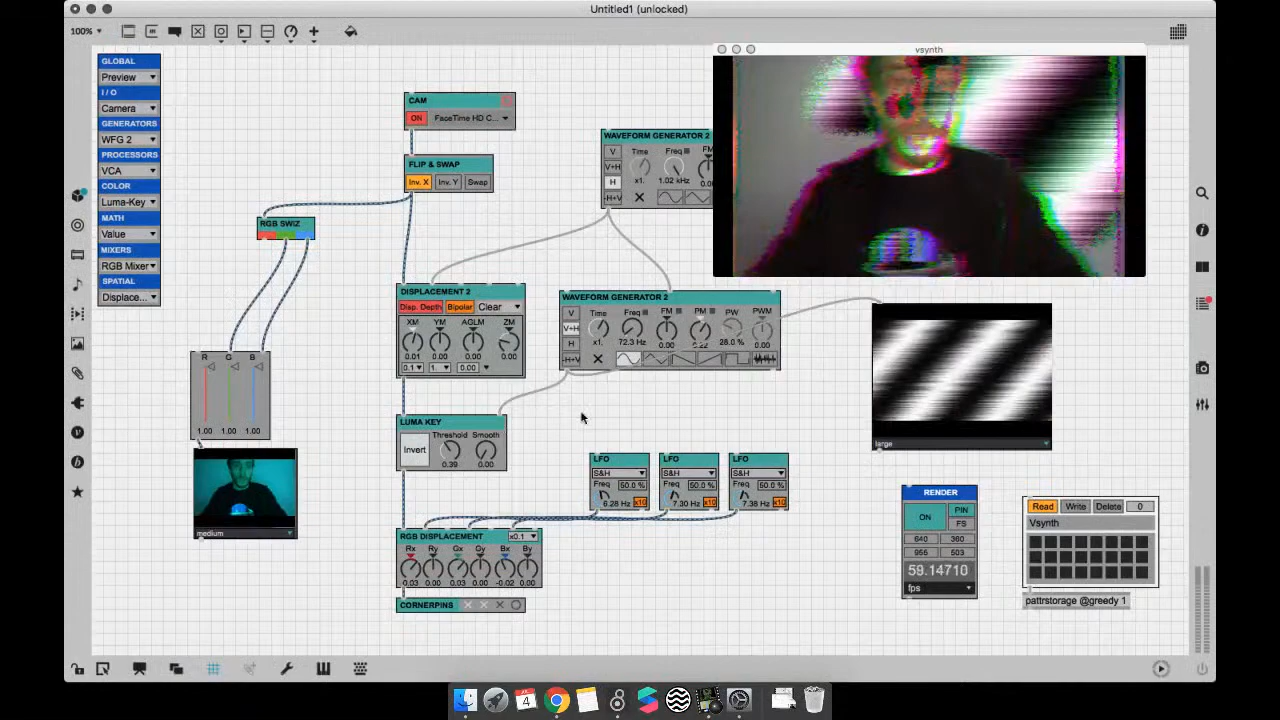 Untitled1 (unlocked)
100%
GLOBAL
Preview
I / O
Camera
GENERATORS
WFG 2
PROCESSORS
VCA
COLOR
Luma-Key
MATH
Value
MIXERS
RGB Mixer
SPATIAL
Displace...
CAM
ON FaceTime HD C...
FLIP & SWAP
Inv. X Inv. Y Swap
RGB SWIZ
R G B
1.00 1.00 1.00
medium
WAVEFORM GENERATOR 2
V Time Freq FM
V+H
H x1. 1.02 kHz
-H+V
vsynth
DISPLACEMENT 2
Disp. Depth Bipolar Clear
XM YM AGLM ZM
0.01 0.00 0.00 0.00
0.1 1. 0.00
WAVEFORM GENERATOR 2
V Time Freq FM PM PW PWM
V+H
H x1. 72.3 Hz 0.00 0.22 28.0 % 0.00
-H+V
LUMA KEY
Invert Threshold Smooth
0.39 0.00
LFO LFO LFO
S&H S&H S&H
Freq 50.0 % Freq 50.0 % Freq 50.0 %
6.28 Hz x10 7.30 Hz x10 7.38 Hz x10
RGB DISPLACEMENT x0.1
Rx Ry Gx Gy Bx By
0.03 0.00 0.03 0.00 -0.02 0.00
CORNERPINS
large
RENDER
ON PIN
FS
640 360
955 503
59.14710
fps
Read Write Delete 0
Vsynth
pattrstorage @greedy 1
4